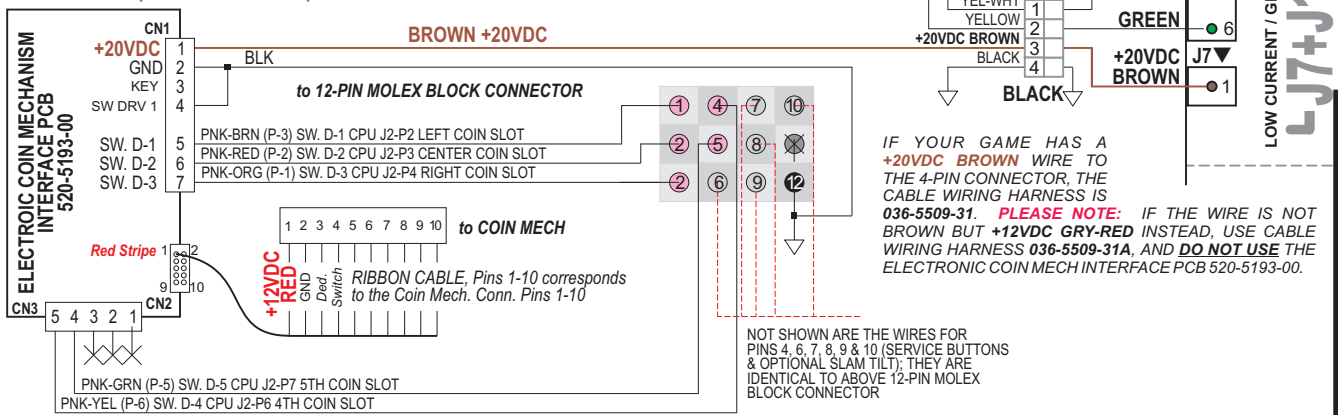 ELECTROIC COIN MECHANISM
INTERFACE PCB
520-5193-00
CN1
+20VDC 1
GND 2
KEY 3
SW DRV 1 4
SW. D-1 5
SW. D-2 6
SW. D-3 7
BROWN +20VDC
BLK
to 12-PIN MOLEX BLOCK CONNECTOR
PNK-BRN (P-3) SW. D-1 CPU J2-P2 LEFT COIN SLOT
PNK-RED (P-2) SW. D-2 CPU J2-P3 CENTER COIN SLOT
PNK-ORG (P-1) SW. D-3 CPU J2-P4 RIGHT COIN SLOT
1 4 7 10
2 5 8
2 6 9 12
YEL-WHT 1
YELLOW 2
+20VDC BROWN 3
BLACK 4
BLACK
GREEN 6
+20VDC
BROWN
J7▼
1
LOW CURRENT / G
J7+J
Red Stripe 1 2
9 10
CN2
CN3
5 4 3 2 1
1 2 3 4 5 6 7 8 9 10
to COIN MECH
+12VDC
RED
GND
Ded.
Switch
RIBBON CABLE, Pins 1-10 corresponds
to the Coin Mech. Conn. Pins 1-10
PNK-GRN (P-5) SW. D-5 CPU J2-P7 5TH COIN SLOT
PNK-YEL (P-6) SW. D-4 CPU J2-P6 4TH COIN SLOT
NOT SHOWN ARE THE WIRES FOR
PINS 4, 6, 7, 8, 9 & 10 (SERVICE BUTTONS
& OPTIONAL SLAM TILT); THEY ARE
IDENTICAL TO ABOVE 12-PIN MOLEX
BLOCK CONNECTOR
IF YOUR GAME HAS A
+20VDC BROWN WIRE TO
THE 4-PIN CONNECTOR, THE
CABLE WIRING HARNESS IS
036-5509-31. PLEASE NOTE: IF THE WIRE IS NOT
BROWN BUT +12VDC GRY-RED INSTEAD, USE CABLE
WIRING HARNESS 036-5509-31A, AND DO NOT USE THE
ELECTRONIC COIN MECH INTERFACE PCB 520-5193-00.